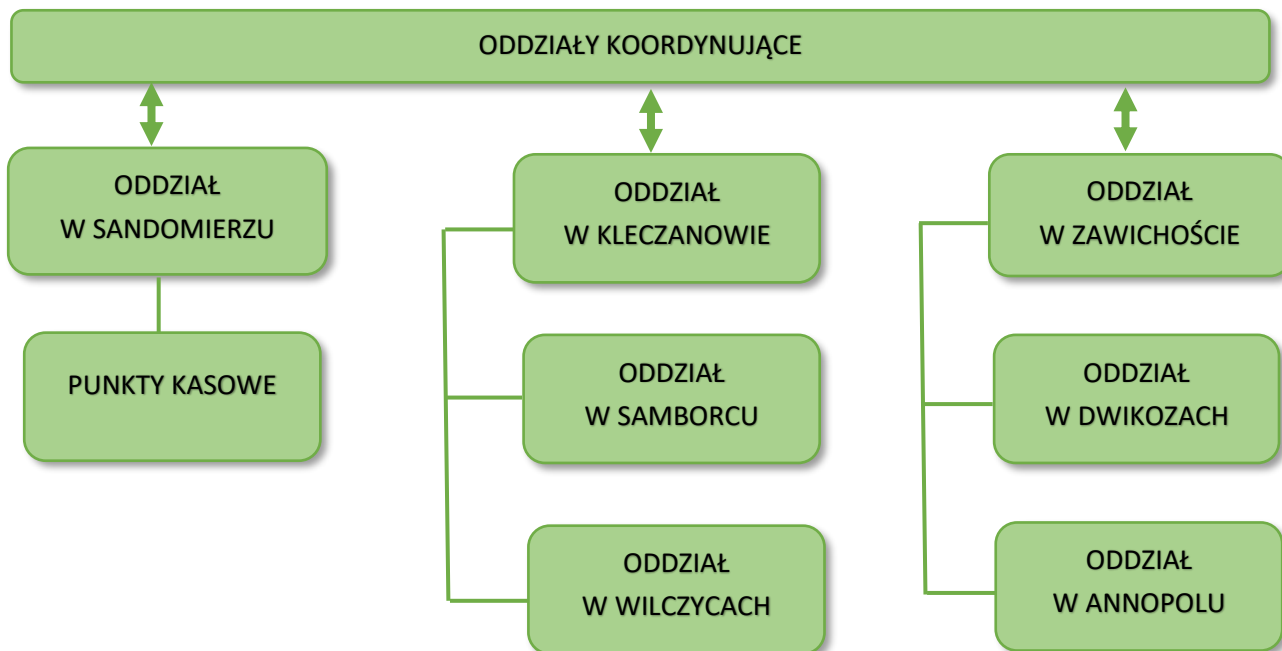 ODDZIAŁY KOORDYNUJĄCE
ODDZIAŁ
W SANDOMIERZU
PUNKTY KASOWE
ODDZIAŁ
W KLECZANOWIE
ODDZIAŁ
W SAMBORCU
ODDZIAŁ
W WILCZYCACH
ODDZIAŁ
W ZAWICHOŚCIE
ODDZIAŁ
W DWIKOZACH
ODDZIAŁ
W ANNOPOLU